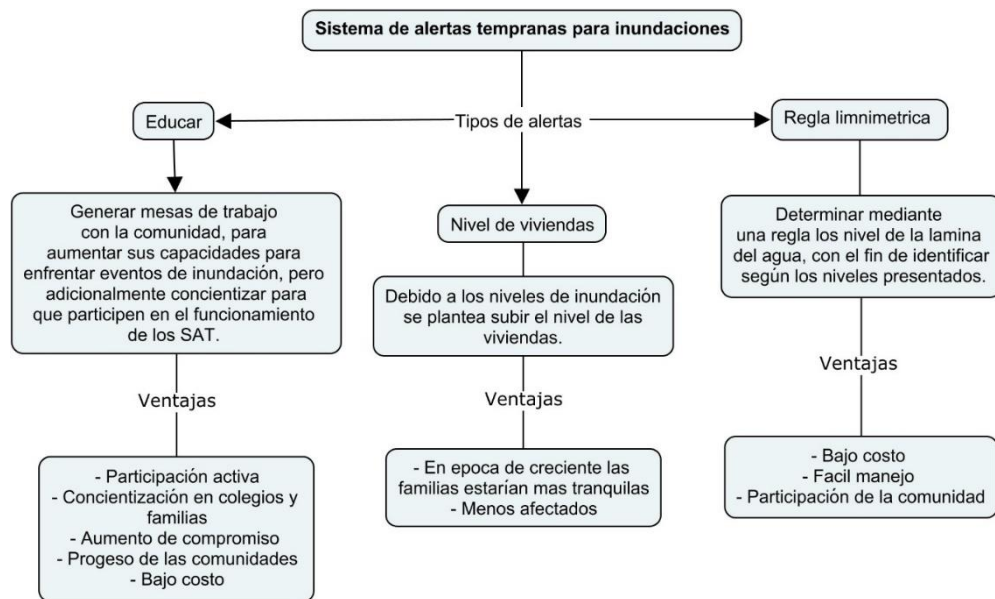 Sistema de alertas tempranas para inundaciones
Educar
Tipos de alertas
Regla limnimetrica
Generar mesas de trabajo
con la comunidad, para
aumentar sus capacidades para
enfrentar eventos de inundación, pero
adicionalmente concientizar para
que participen en el funcionamiento
de los SAT.
Nivel de viviendas
Determinar mediante
una regla los nivel de la lamina
del agua, con el fin de identificar
según los niveles presentados.
Debido a los niveles de inundación
se plantea subir el nivel de las
viviendas.
Ventajas
Ventajas
Ventajas
- Participación activa
- Concientización en colegios y
familias
- Aumento de compromiso
- Progeso de las comunidades
- Bajo costo
- En epoca de creciente las
familias estarían mas tranquilas
- Menos afectados
- Bajo costo
- Facil manejo
- Participación de la comunidad